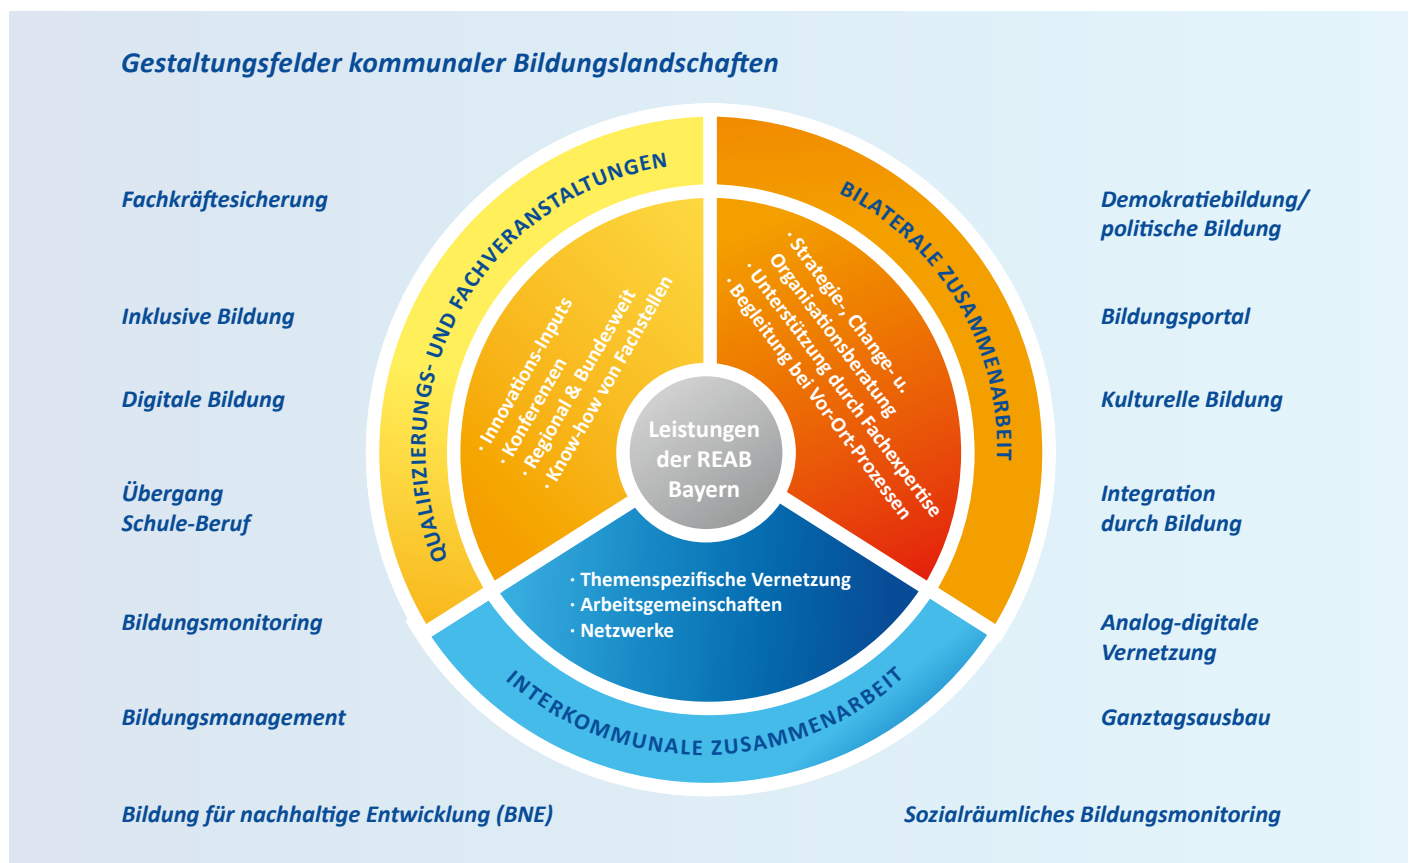 Gestaltungsfelder kommunaler Bildungslandschaften
Fachkräftesicherung
Inklusive Bildung
Digitale Bildung
Übergang
Schule-Beruf
Bildungsmonitoring
Bildungsmanagement
Bildung für nachhaltige Entwicklung (BNE)
QUALIFIZIERUNGS- UND FACHVERANSTALTUNGEN
· Innovations-Inputs
· Konferenzen
· Regional & Bundesweit
· Know-how von Fachstellen
BILATERALE ZUSAMMENARBEIT
· Strategie-, Change- u.
Organisationsberatung
· Unterstützung durch Fachexpertise
· Begleitung bei Vor-Ort-Prozessen
Leistungen
der REAB
Bayern
· Themenspezifische Vernetzung
· Arbeitsgemeinschaften
· Netzwerke
INTERKOMMUNALE ZUSAMMENARBEIT
Demokratiebildung/
politische Bildung
Bildungsportal
Kulturelle Bildung
Integration
durch Bildung
Analog-digitale
Vernetzung
Ganztagsausbau
Sozialräumliches Bildungsmonitoring